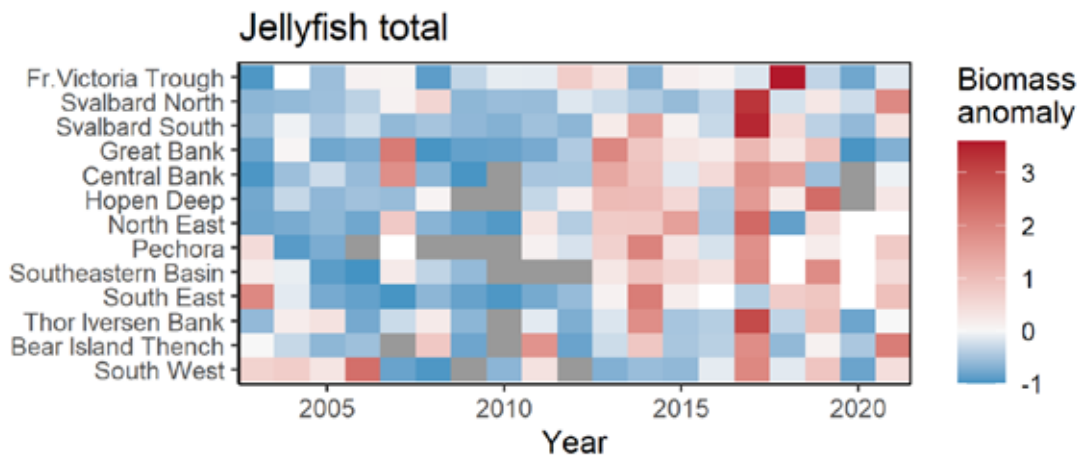 Jellyfish total
Fr.Victoria Trough
Svalbard North
Svalbard South
Great Bank
Central Bank
Hopen Deep
North East
Pechora
Southeastern Basin
South East
Thor Iversen Bank
Bear Island Thench
South West
2005 2010 2015 2020
Year
Biomass
anomaly
3
2
1
0
-1